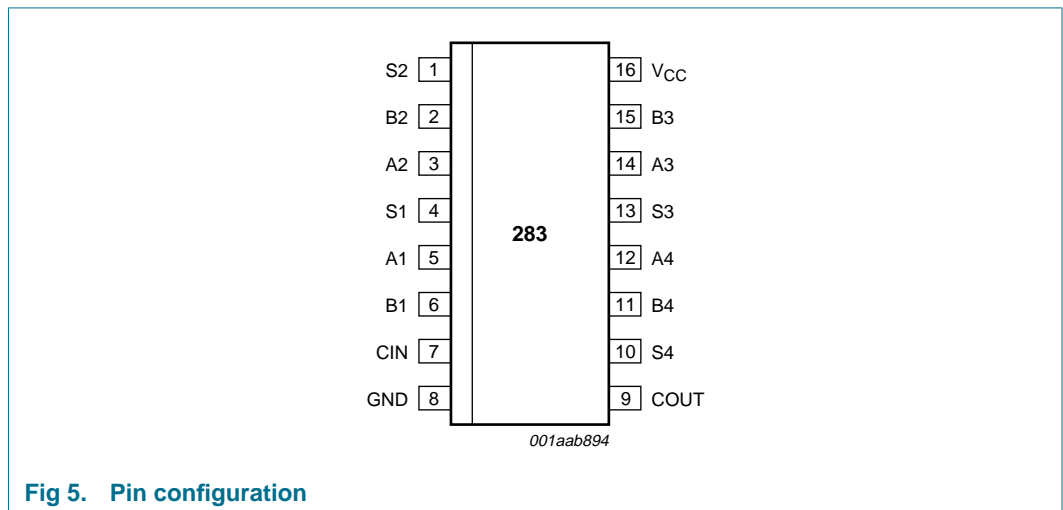 S2 1 16 VCC
B2 2 15 B3
A2 3 14 A3
S1 4 13 S3
283
A1 5 12 A4
B1 6 11 B4
CIN 7 10 S4
GND 8 9 COUT
001aab894
Fig 5. Pin configuration